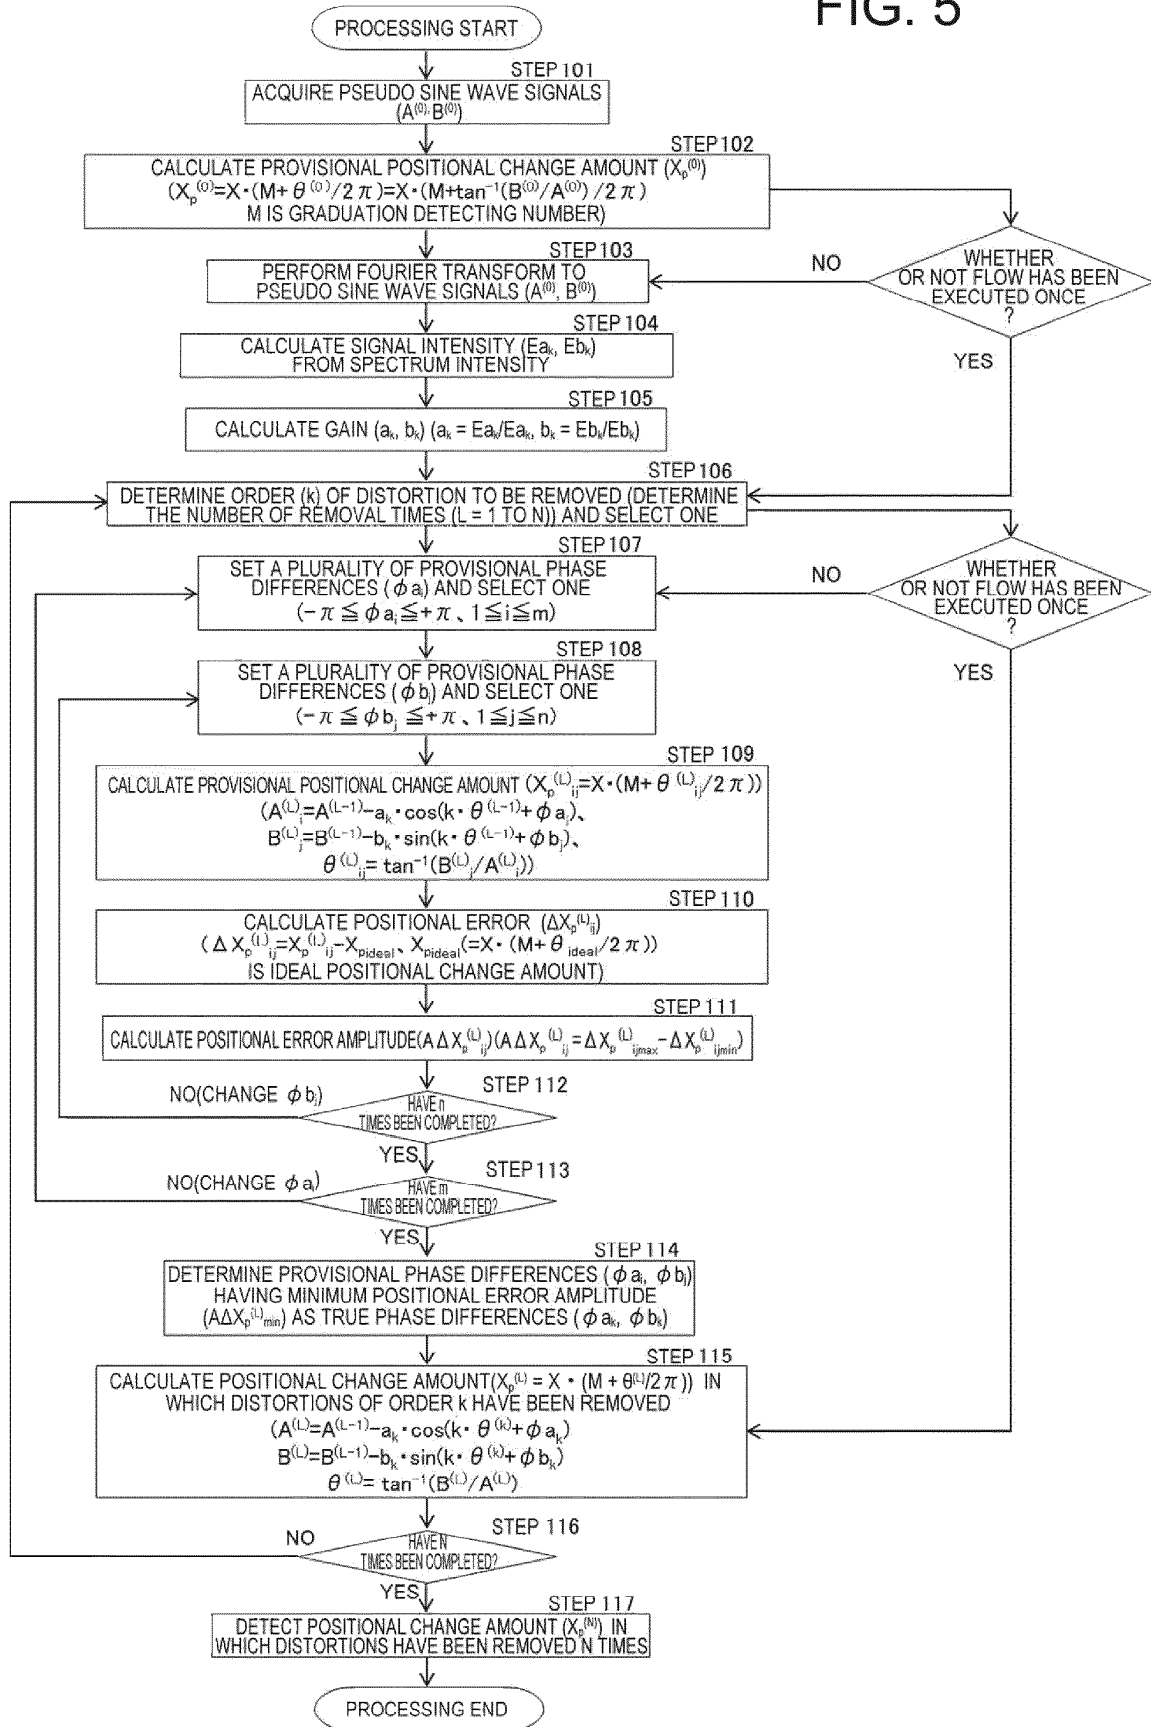 FIG. 5
PROCESSING START
STEP 101
ACQUIRE PSEUDO SINE WAVE SIGNALS
(A⁽⁰⁾, B⁽⁰⁾)
STEP 102
CALCULATE PROVISIONAL POSITIONAL CHANGE AMOUNT (Xₚ⁽⁰⁾)
(Xₚ⁽⁰⁾=X・(M+θ⁽⁰⁾/2π)=X・(M+tan⁻¹(B⁽⁰⁾/A⁽⁰⁾)/2π)
M IS GRADUATION DETECTING NUMBER)
WHETHER
OR NOT FLOW HAS BEEN
EXECUTED ONCE
?
NO
YES
STEP 103
PERFORM FOURIER TRANSFORM TO
PSEUDO SINE WAVE SIGNALS (A⁽⁰⁾, B⁽⁰⁾)
STEP 104
CALCULATE SIGNAL INTENSITY (Eaₖ, Ebₖ)
FROM SPECTRUM INTENSITY
STEP 105
CALCULATE GAIN (aₖ, bₖ) (aₖ = Eaₖ/Eaₖ, bₖ = Ebₖ/Ebₖ)
STEP 106
DETERMINE ORDER (k) OF DISTORTION TO BE REMOVED (DETERMINE
THE NUMBER OF REMOVAL TIMES (L = 1 TO N)) AND SELECT ONE
WHETHER
OR NOT FLOW HAS BEEN
EXECUTED ONCE
?
NO
YES
STEP 107
SET A PLURALITY OF PROVISIONAL PHASE
DIFFERENCES (φaᵢ) AND SELECT ONE
(-π≦φaᵢ≦+π、1≦i≦m)
STEP 108
SET A PLURALITY OF PROVISIONAL PHASE
DIFFERENCES (φbⱼ) AND SELECT ONE
(-π≦φbⱼ≦+π、1≦j≦n)
STEP 109
CALCULATE PROVISIONAL POSITIONAL CHANGE AMOUNT (Xₚ⁽ᴸ⁾ᵢⱼ=X・(M+θ⁽ᴸ⁾ᵢⱼ/2π))
(A⁽ᴸ⁾ᵢ=A⁽ᴸ⁻¹⁾-aₖ・cos(k・θ⁽ᴸ⁻¹⁾+φaᵢ)、
B⁽ᴸ⁾ⱼ=B⁽ᴸ⁻¹⁾-bₖ・sin(k・θ⁽ᴸ⁻¹⁾+φbⱼ)、
θ⁽ᴸ⁾ᵢⱼ= tan⁻¹(B⁽ᴸ⁾ⱼ/A⁽ᴸ⁾ᵢ))
STEP 110
CALCULATE POSITIONAL ERROR (ΔXₚ⁽ᴸ⁾ᵢⱼ)
(ΔXₚ⁽ᴸ⁾ᵢⱼ=Xₚ⁽ᴸ⁾ᵢⱼ-X_pideal、X_pideal(=X・(M+θ_ideal/2π))
IS IDEAL POSITIONAL CHANGE AMOUNT)
STEP 111
CALCULATE POSITIONAL ERROR AMPLITUDE(AΔXₚ⁽ᴸ⁾ᵢⱼ)(AΔXₚ⁽ᴸ⁾ᵢⱼ=ΔXₚ⁽ᴸ⁾_ijmax-ΔXₚ⁽ᴸ⁾_ijmin)
STEP 112
NO(CHANGE φbⱼ)
HAVE n
TIMES BEEN COMPLETED?
YES
STEP 113
NO(CHANGE φaᵢ)
HAVE m
TIMES BEEN COMPLETED?
YES
STEP 114
DETERMINE PROVISIONAL PHASE DIFFERENCES (φaᵢ, φbⱼ)
HAVING MINIMUM POSITIONAL ERROR AMPLITUDE
(AΔXₚ⁽ᴸ⁾_min) AS TRUE PHASE DIFFERENCES (φaₖ, φbₖ)
STEP 115
CALCULATE POSITIONAL CHANGE AMOUNT(Xₚ⁽ᴸ⁾ = X・(M + θ⁽ᴸ⁾/2π)) IN
WHICH DISTORTIONS OF ORDER k HAVE BEEN REMOVED
(A⁽ᴸ⁾=A⁽ᴸ⁻¹⁾-aₖ・cos(k・θ⁽ᵏ⁾+φaₖ)
B⁽ᴸ⁾=B⁽ᴸ⁻¹⁾-bₖ・sin(k・θ⁽ᵏ⁾+φbₖ)
θ⁽ᴸ⁾= tan⁻¹(B⁽ᴸ⁾/A⁽ᴸ⁾)
STEP 116
NO
HAVE N
TIMES BEEN COMPLETED?
YES
STEP 117
DETECT POSITIONAL CHANGE AMOUNT (Xₚ⁽ᴺ⁾) IN
WHICH DISTORTIONS HAVE BEEN REMOVED N TIMES
PROCESSING END